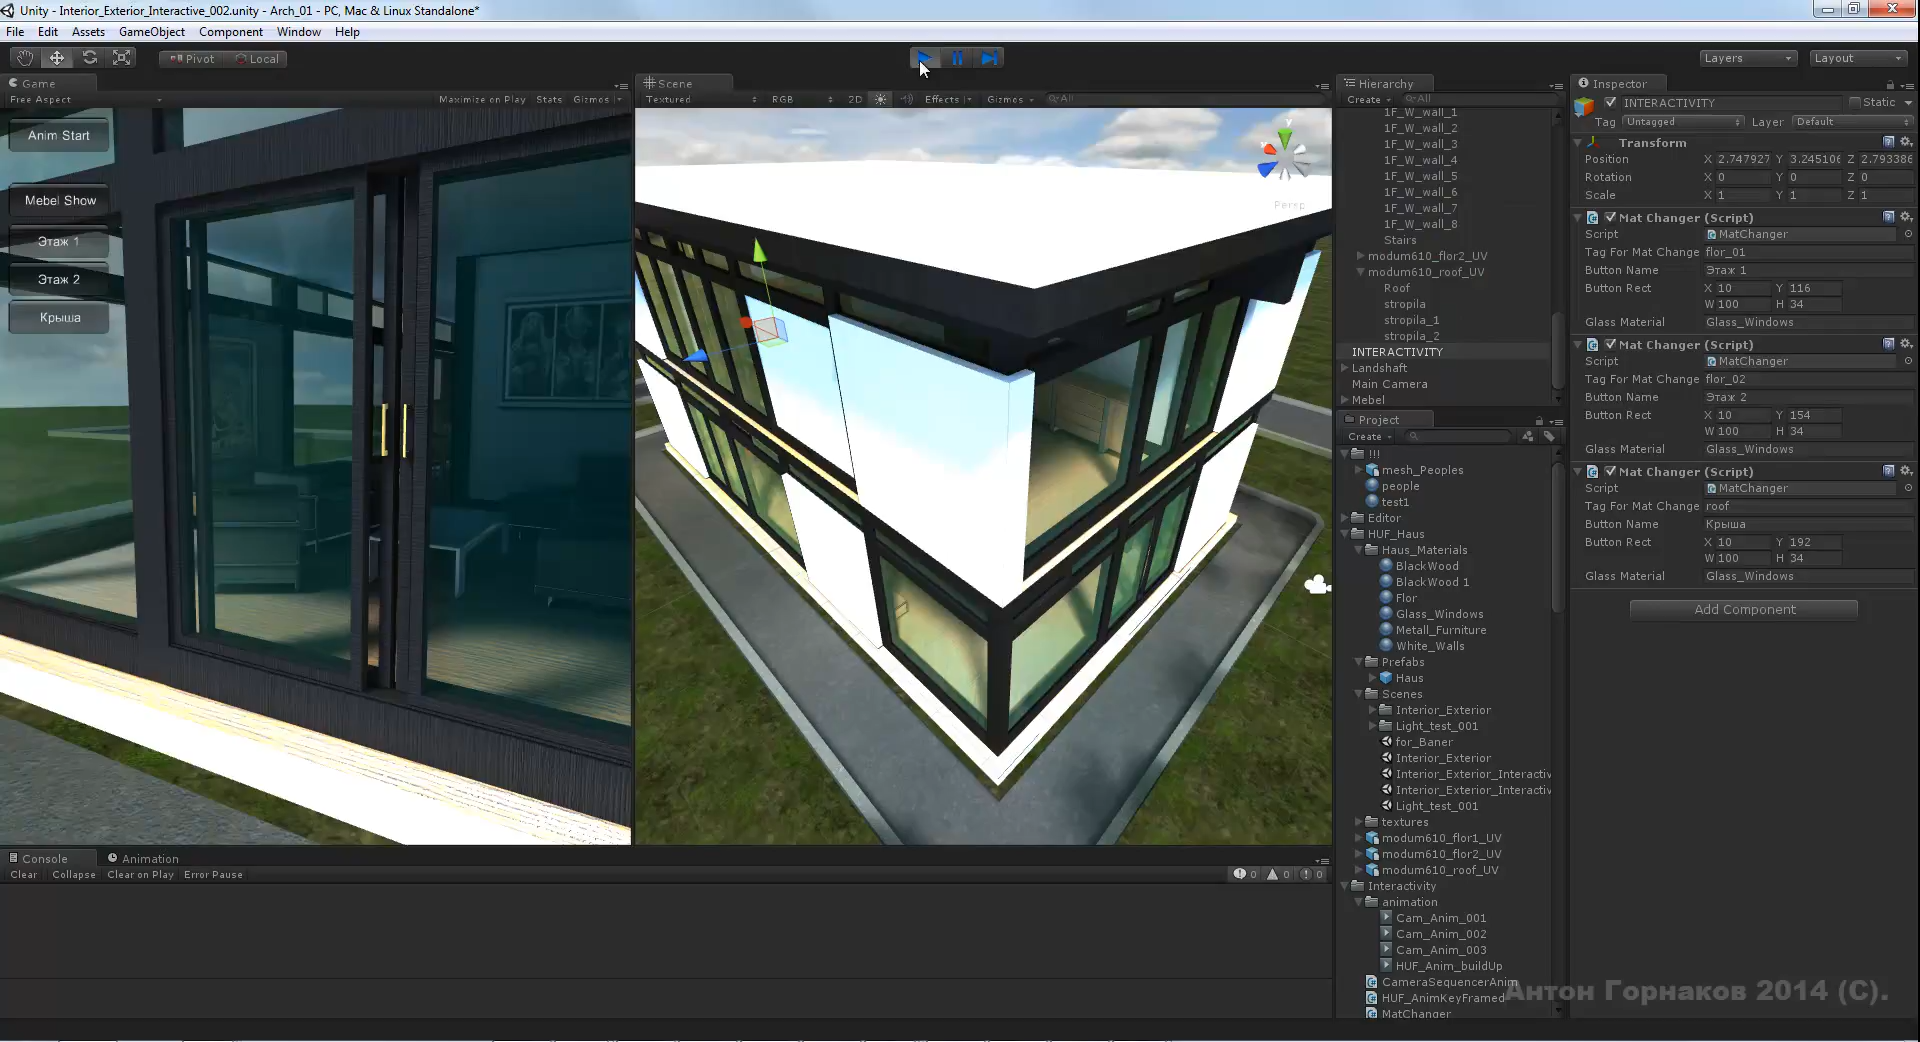 Unity - Interior_Exterior_Interactive_002.unity - Arch_01 - PC, Mac & Linux Standalone*
File Edit Assets GameObject Component Window Help
Pivot Local
Layers Layout
Game
Free Aspect Maximize on Play Stats Gizmos
Anim Start
Mebel Show
Этаж 1
Этаж 2
Крыша
Scene
Textured RGB 2D Effects Gizmos All
y
Persp
Hierarchy
Create All
1F_W_wall_1
1F_W_wall_2
1F_W_wall_3
1F_W_wall_4
1F_W_wall_5
1F_W_wall_6
1F_W_wall_7
1F_W_wall_8
Stairs
modum610_flor2_UV
modum610_roof_UV
Roof
stropila
stropila_1
stropila_2
INTERACTIVITY
Landshaft
Main Camera
Mebel
Project
Create
!!!
mesh_Peoples
people
test1
Editor
HUF_Haus
Haus_Materials
BlackWood
BlackWood 1
Flor
Glass_Windows
Metall_Furniture
White_Walls
Prefabs
Haus
Scenes
Interior_Exterior
Light_test_001
for_Baner
Interior_Exterior
Interior_Exterior_Interactiv
Interior_Exterior_Interactiv
Light_test_001
textures
modum610_flor1_UV
modum610_flor2_UV
modum610_roof_UV
Interactivity
animation
Cam_Anim_001
Cam_Anim_002
Cam_Anim_003
HUF_Anim_buildUp
CameraSequencerAnim
HUF_AnimKeyFramed
MatChanger
Inspector
INTERACTIVITY Static
Tag Untagged Layer Default
Transform
Position X 2.747927 Y 3.245106 Z 2.793386
Rotation X 0 Y 0 Z 0
Scale X 1 Y 1 Z 1
Mat Changer (Script)
Script MatChanger
Tag For Mat Change flor_01
Button Name Этаж 1
Button Rect X 10 Y 116
W 100 H 34
Glass Material Glass_Windows
Mat Changer (Script)
Script MatChanger
Tag For Mat Change flor_02
Button Name Этаж 2
Button Rect X 10 Y 154
W 100 H 34
Glass Material Glass_Windows
Mat Changer (Script)
Script MatChanger
Tag For Mat Change roof
Button Name Крыша
Button Rect X 10 Y 192
W 100 H 34
Glass Material Glass_Windows
Add Component
Console Animation
Clear Collapse Clear on Play Error Pause 0 0 0
Антон Горнаков 2014 (C).